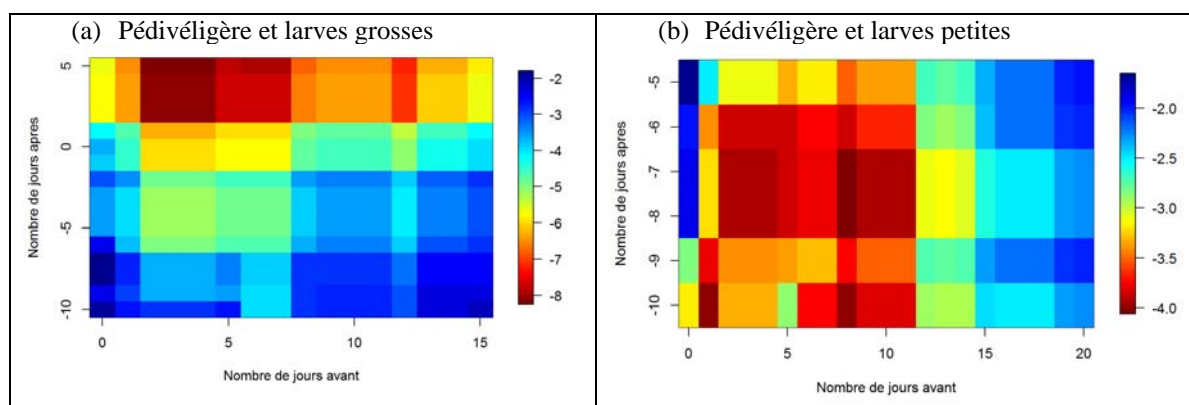 (a) Pédivéligère et larves grosses
5
0
-5
-10
Nombre de jours apres
0 5 10 15
Nombre de jours avant
-2
-3
-4
-5
-6
-7
-8
(b) Pédivéligère et larves petites
-5
-6
-7
-8
-9
-10
Nombre de jours apres
0 5 10 15 20
Nombre de jours avant
-2.0
-2.5
-3.0
-3.5
-4.0